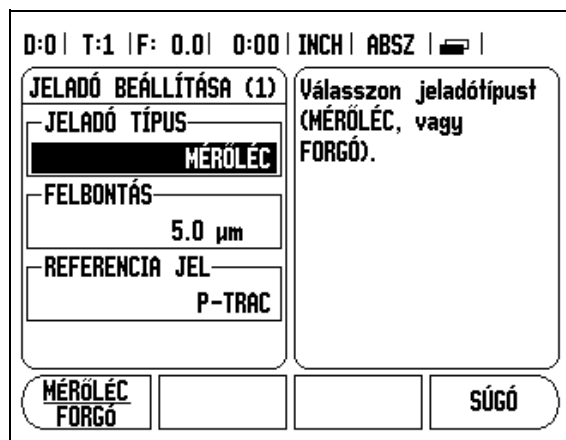 D:0 | T:1 | F: 0.0 | 0:00 | INCH | ABSZ |
JELADÓ BEÁLLÍTÁSA (1)
JELADÓ TÍPUS
MÉRŐLÉC
FELBONTÁS
5.0 µm
REFERENCIA JEL
P-TRAC
Válasszon jeladótípust
(MÉRŐLÉC, vagy
FORGÓ).
MÉRŐLÉC
FORGÓ
SÚGÓ